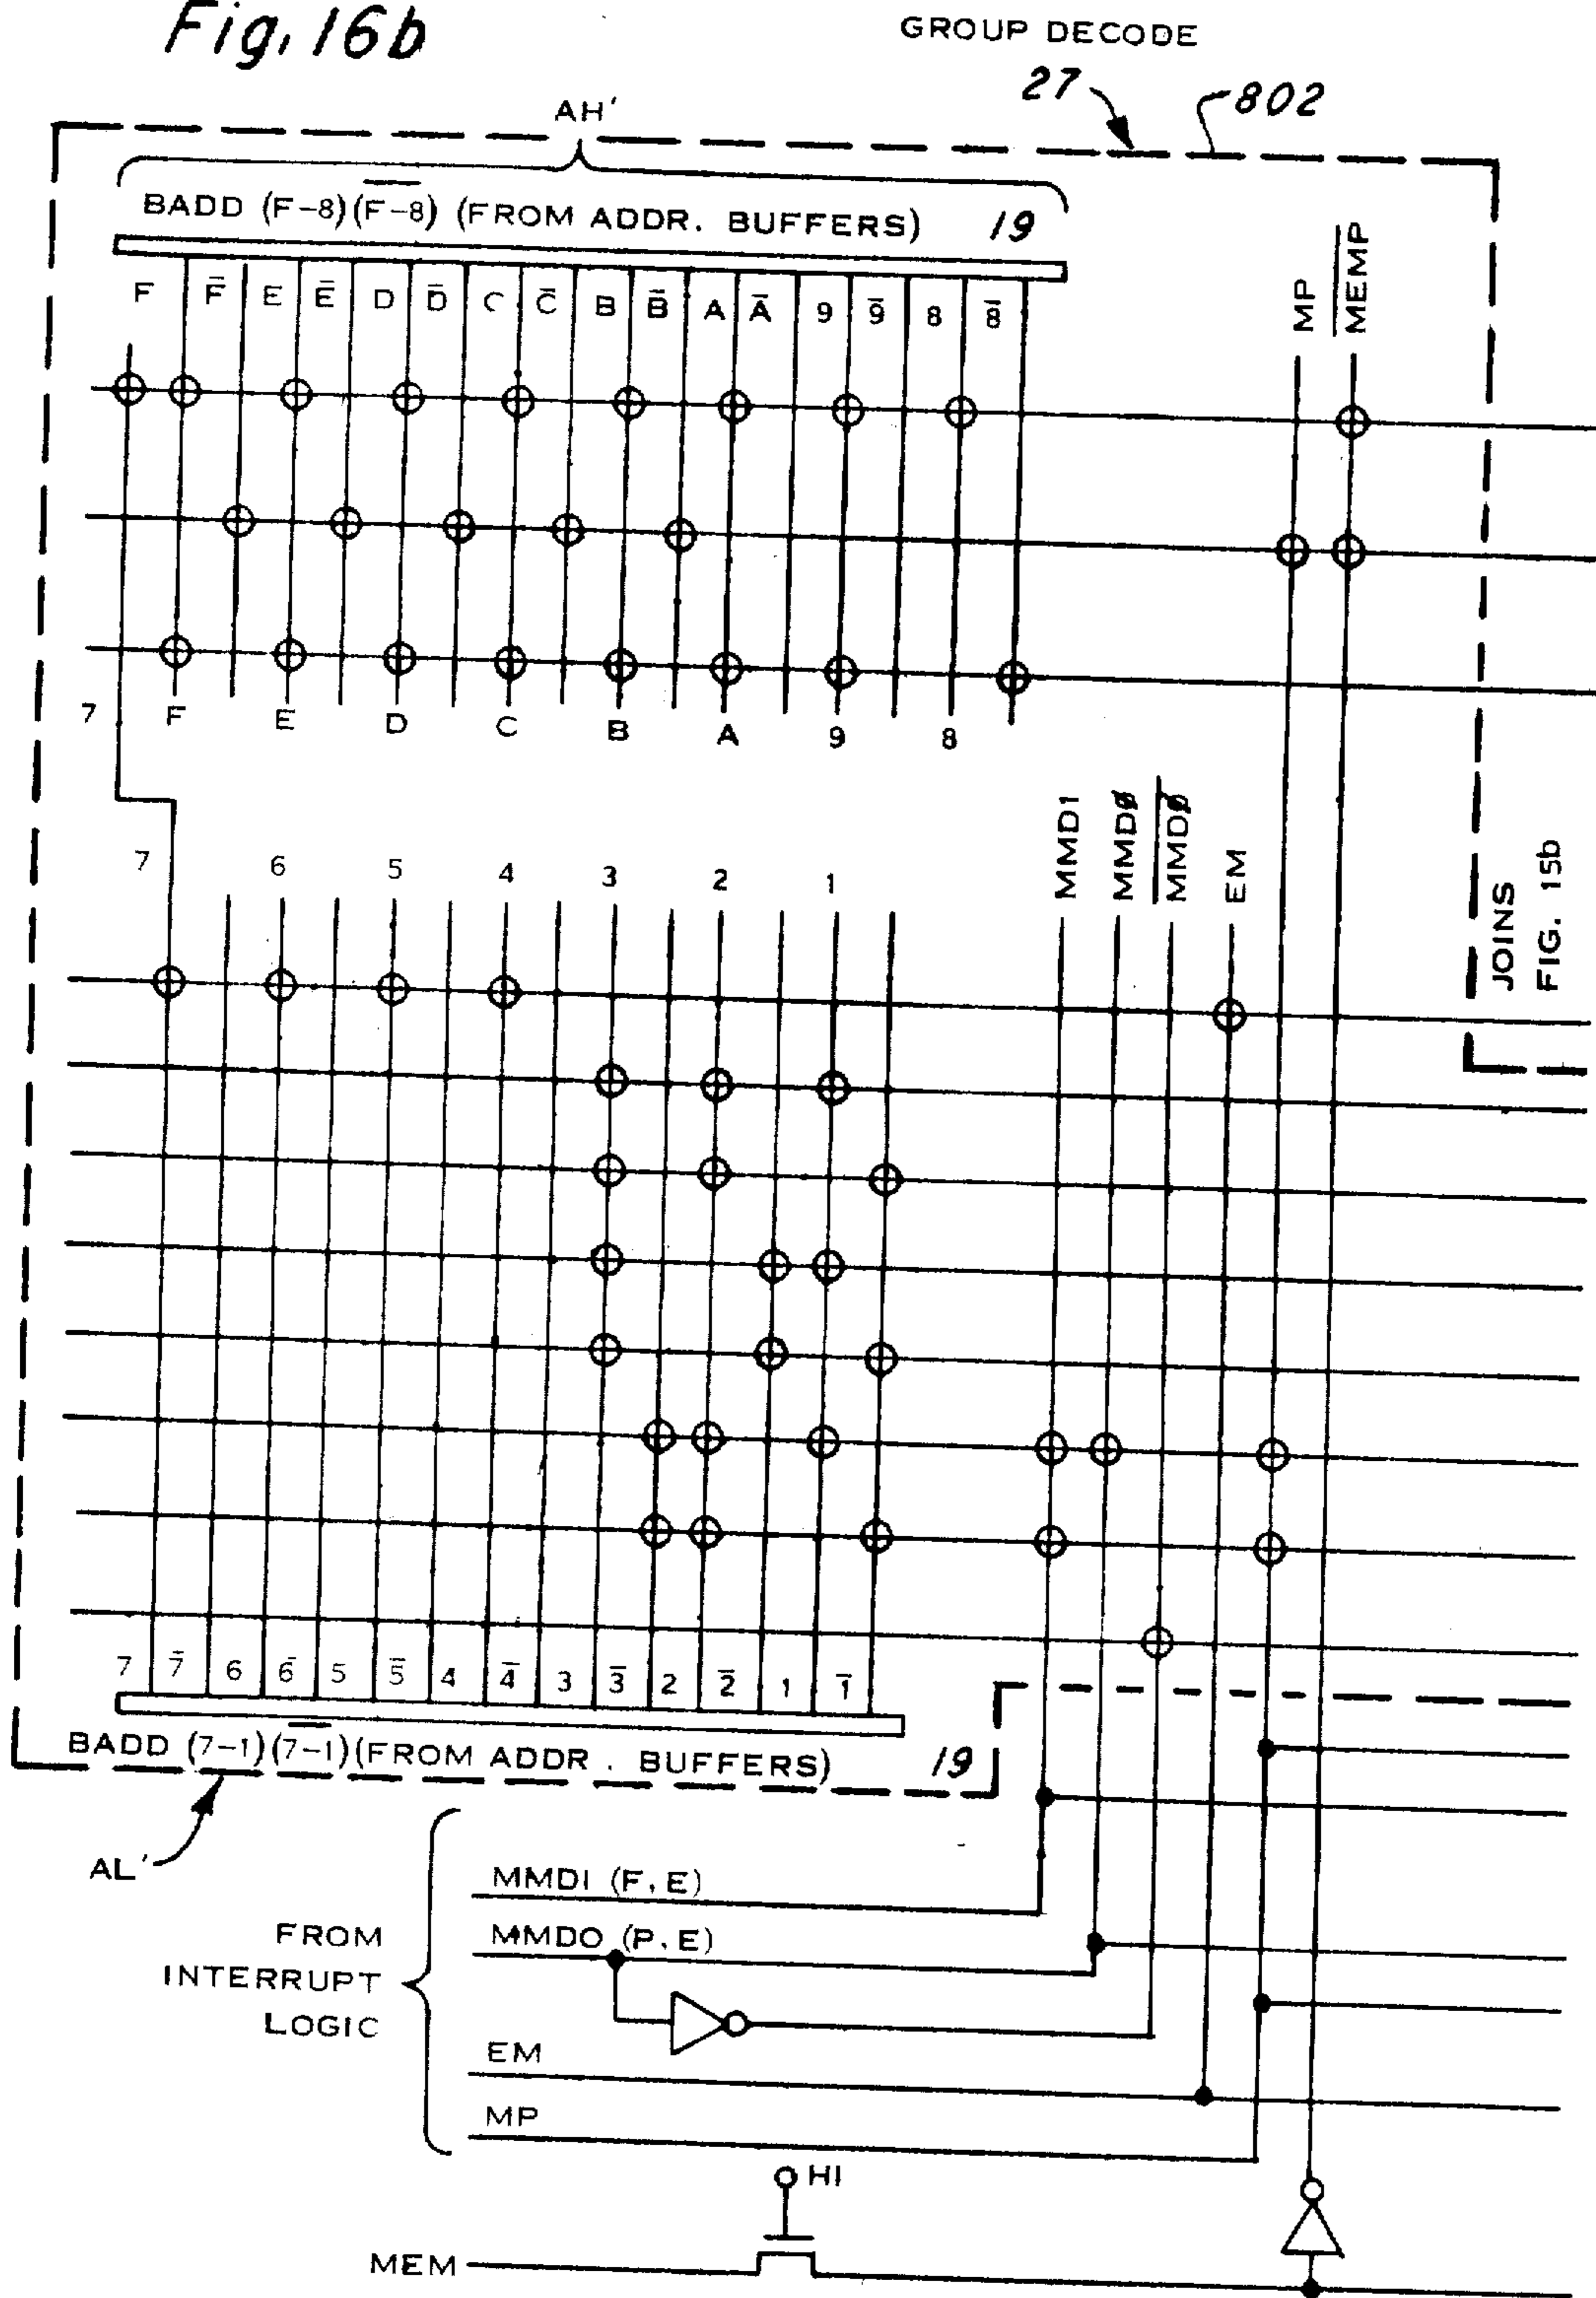 Fig. 16b
GROUP DECODE
27
802
AH'
BADD (F-8)(F̅-̅8̅) (FROM ADDR. BUFFERS) 19
F F̅ E E̅ D D̅ C C̅ B B̅ A A̅ 9 9̅ 8 8̅
MP
M̅E̅M̅P̅
7 F E D C B A 9 8
7 6 5 4 3 2 1
MMD1
MMDØ
M̅M̅D̅Ø̅
EM
JOINS
FIG. 15b
7 7̅ 6 6̅ 5 5̅ 4 4̅ 3 3̅ 2 2̅ 1 1̅
BADD (7-1)(7̅-̅1̅)(FROM ADDR. BUFFERS) 19
AL'
FROM
INTERRUPT
LOGIC
MMDI (F,E)
MMDO (P,E)
EM
MP
HI
MEM